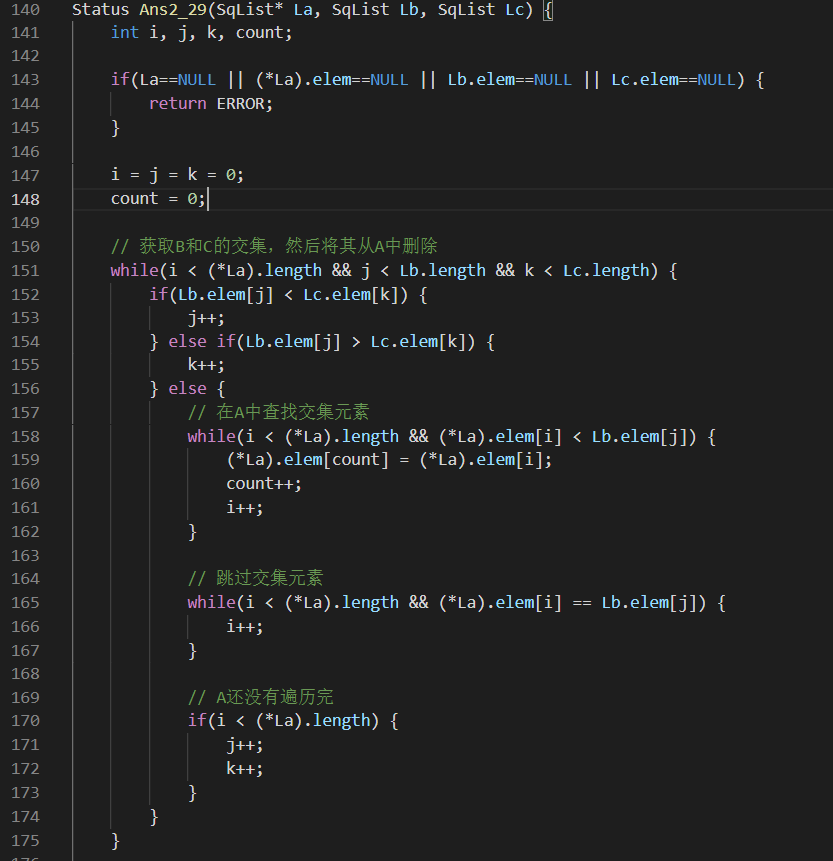 140 Status Ans2_29(SqList* La, SqList Lb, SqList Lc) {
141     int i, j, k, count;
142
143     if(La==NULL || (*La).elem==NULL || Lb.elem==NULL || Lc.elem==NULL) {
144         return ERROR;
145     }
146
147     i = j = k = 0;
148     count = 0;
149
150     // 获取B和C的交集，然后将其从A中删除
151     while(i < (*La).length && j < Lb.length && k < Lc.length) {
152         if(Lb.elem[j] < Lc.elem[k]) {
153             j++;
154         } else if(Lb.elem[j] > Lc.elem[k]) {
155             k++;
156         } else {
157             // 在A中查找交集元素
158             while(i < (*La).length && (*La).elem[i] < Lb.elem[j]) {
159                 (*La).elem[count] = (*La).elem[i];
160                 count++;
161                 i++;
162             }
163
164             // 跳过交集元素
165             while(i < (*La).length && (*La).elem[i] == Lb.elem[j]) {
166                 i++;
167             }
168
169             // A还没有遍历完
170             if(i < (*La).length) {
171                 j++;
172                 k++;
173             }
174         }
175     }